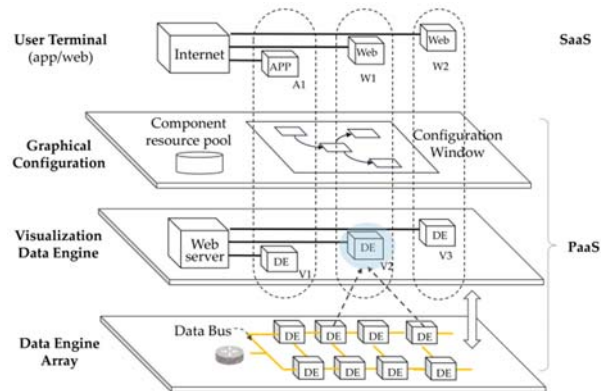 User Terminal
(app/web)
Internet
APP
A1
Web
W1
Web
W2
SaaS
Graphical
Configuration
Component
resource pool
Configuration
Window
Visualization
Data Engine
Web
server
DE
V1
DE
V2
DE
V3
PaaS
Data Engine
Array
Data Bus
DE
DE
DE
DE
DE
DE
DE
DE